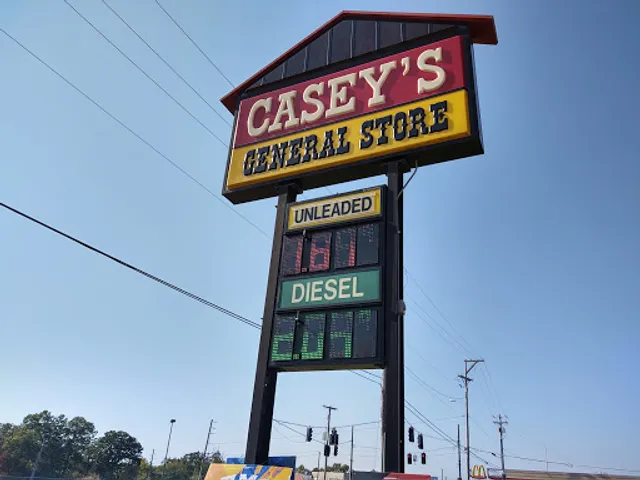 CASEY'S
GENERAL STORE
UNLEADED
DIESEL